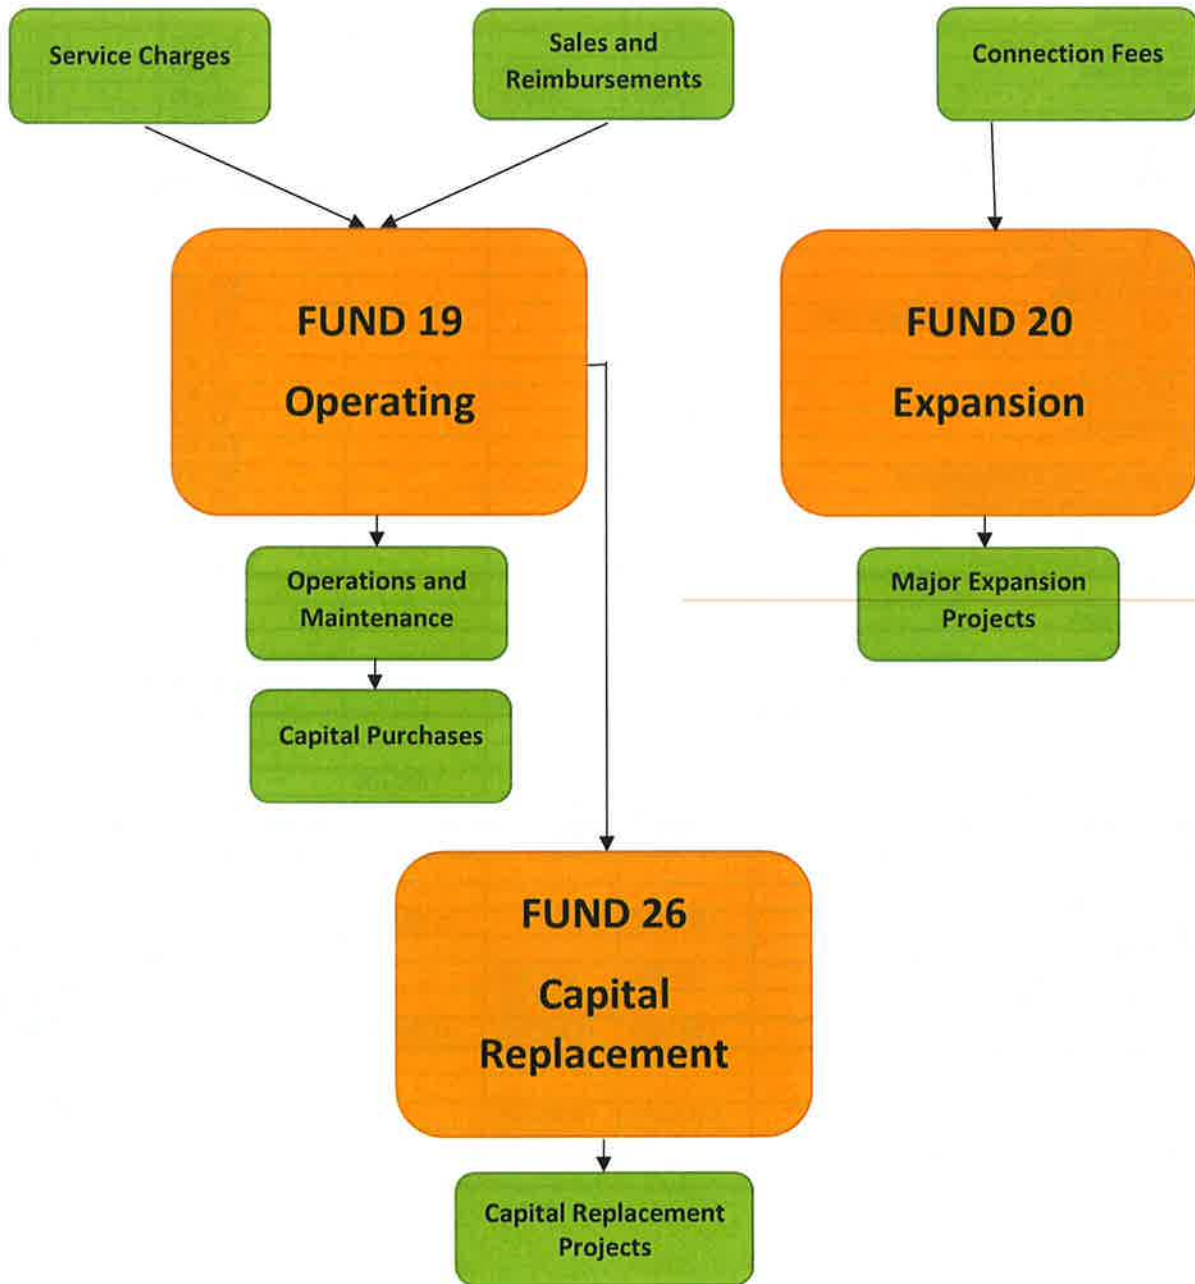 Service Charges
Sales and
Reimbursements
Connection Fees
FUND 19
Operating
FUND 20
Expansion
Operations and
Maintenance
Major Expansion
Projects
Capital Purchases
FUND 26
Capital
Replacement
Capital Replacement
Projects